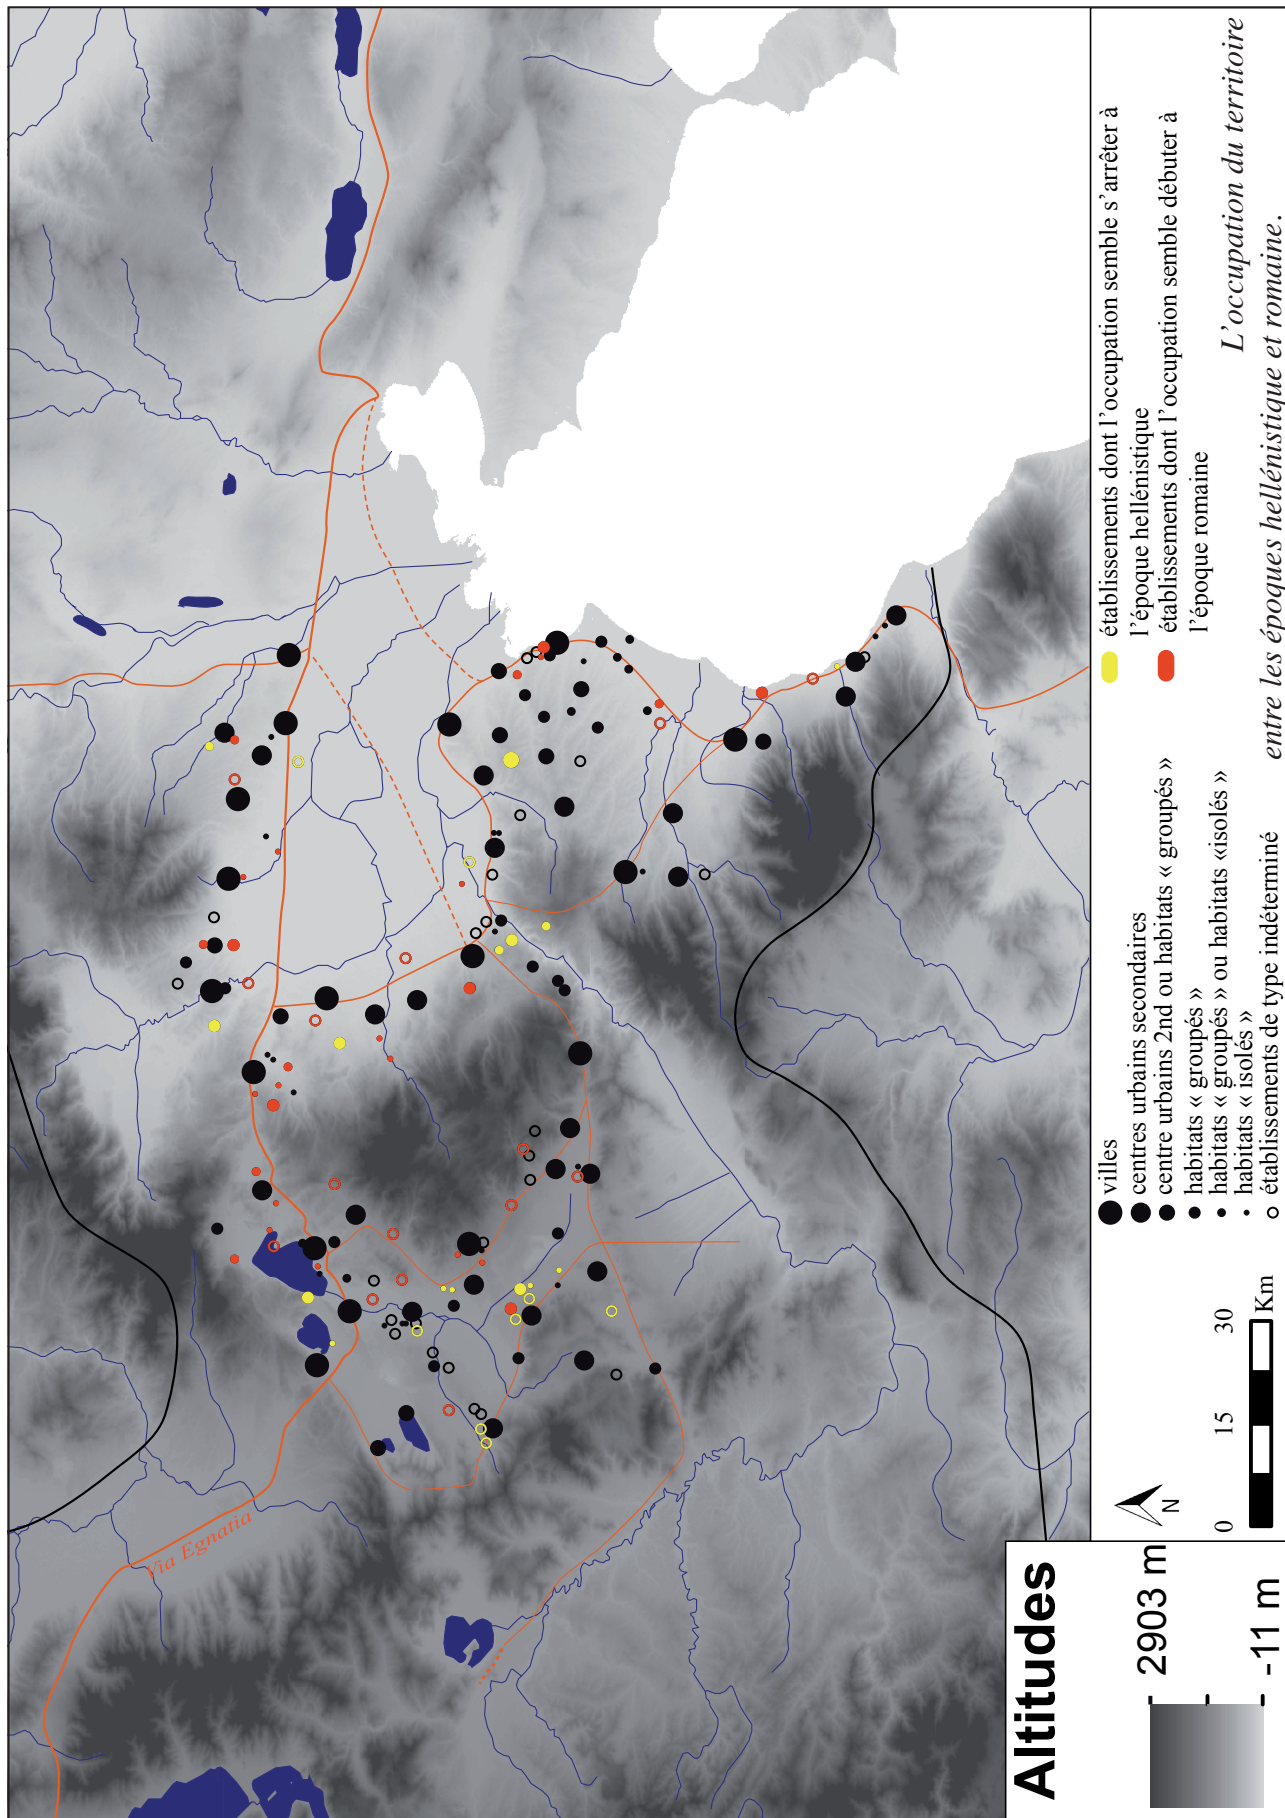 Via Egnatia
Altitudes
2903 m
-11 m
N
0 15 30
Km
villes
centres urbains secondaires
centre urbains 2nd ou habitats « groupés »
habitats « groupés »
habitats « groupés » ou habitats «isolés »
habitats « isolés »
établissements de type indéterminé
établissements dont l'occupation semble s'arrêter à
l'époque hellénistique
établissements dont l'occupation semble débuter à
l'époque romaine
L'occupation du territoire
entre les époques hellénistique et romaine.